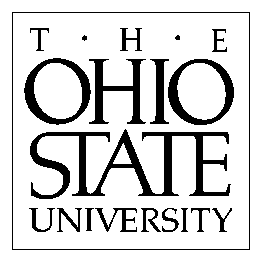 T · H · E
OHIO
STATE
UNIVERSITY